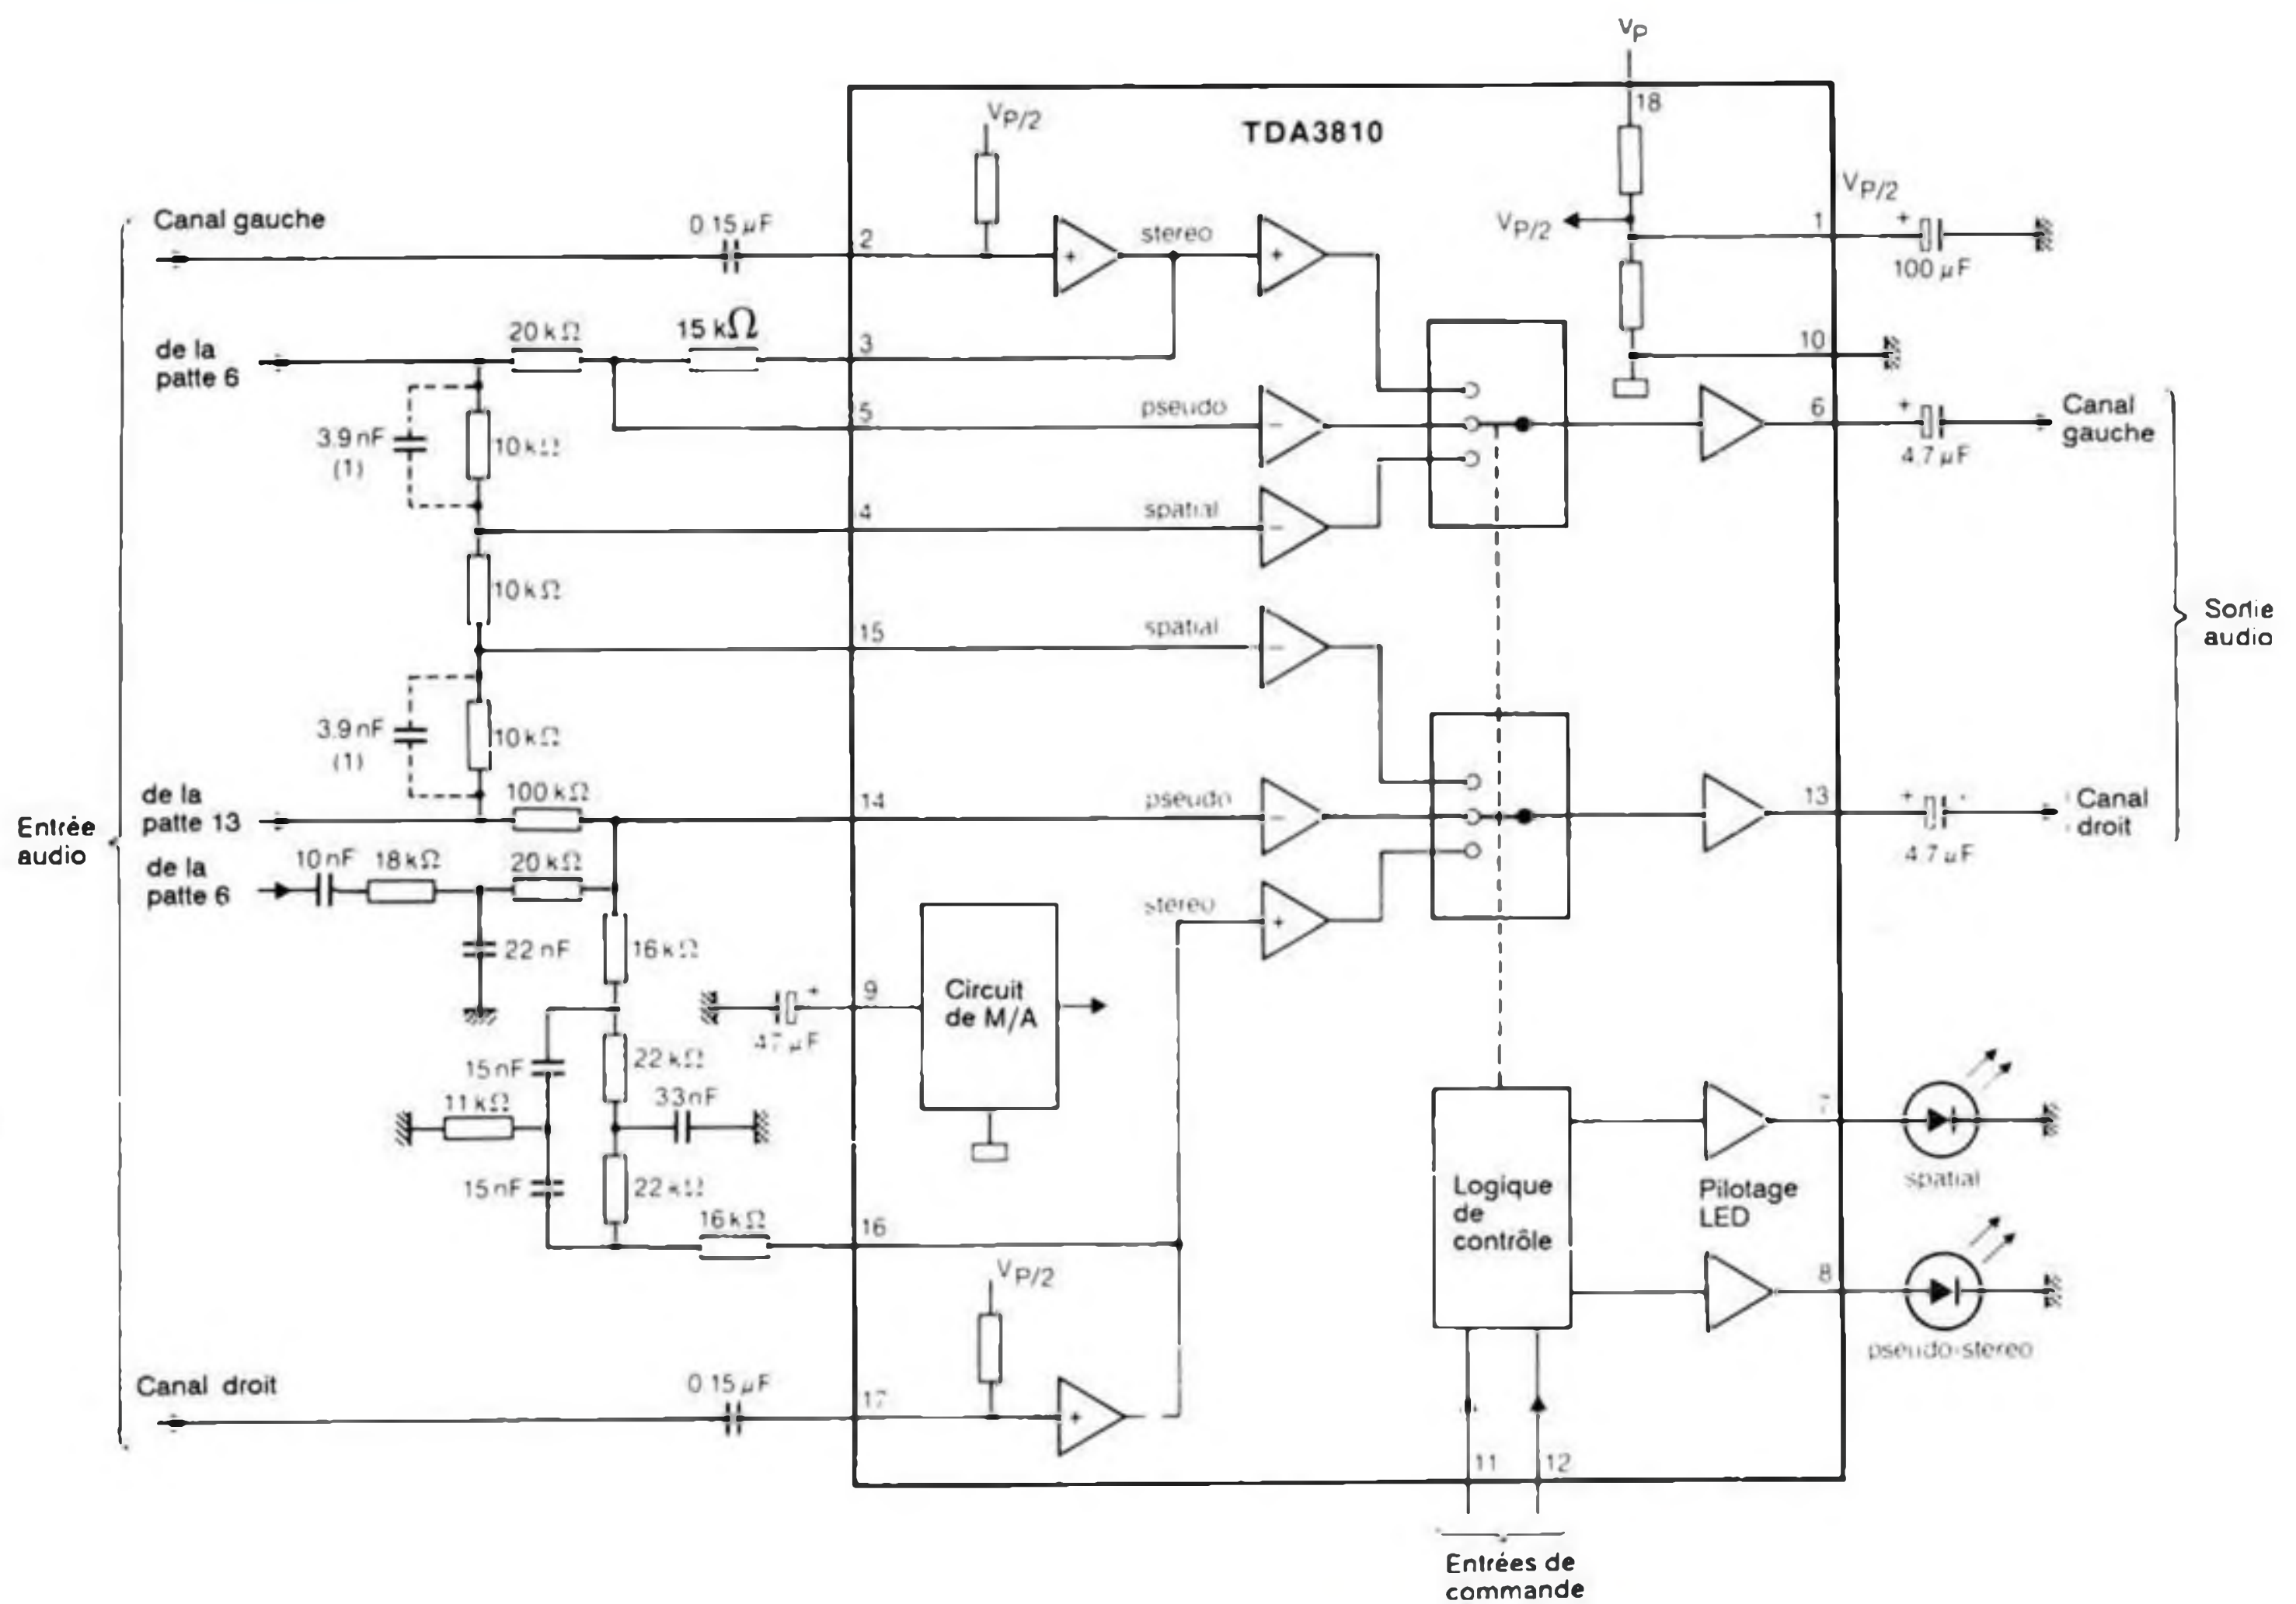 VP
18
VP/2
TDA3810
VP/2
Canal gauche
0.15 µF
2
stereo
VP/2
1
+
100 µF
de la
patte 6
20 kΩ
15 kΩ
3
10
5
pseudo
6
+
Canal
gauche
3.9 nF
(1)
10 kΩ
4.7 µF
4
spatial
10 kΩ
Sortie
audio
15
spatial
3.9 nF
(1)
10 kΩ
de la
patte 13
100 kΩ
14
pseudo
13
+
Canal
droit
Entrée
audio
4.7 µF
de la
patte 6
10 nF
18 kΩ
20 kΩ
stereo
22 nF
16 kΩ
9
+
47 µF
Circuit
de M/A
15 nF
22 kΩ
11 kΩ
33 nF
7
spatial
15 nF
22 kΩ
16 kΩ
16
Logique
de
contrôle
Pilotage
LED
VP/2
8
pseudo-stereo
Canal droit
0.15 µF
17
11
12
Entrées de
commande